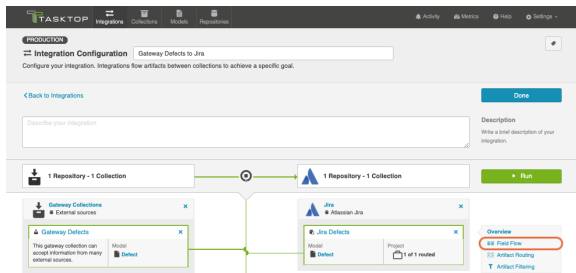 TASKTOP
Integrations
Collections
Models
Repositories
Activity
Metrics
Help
Settings
PRODUCTION
Integration Configuration
Gateway Defects to Jira
Configure your integration. Integrations flow artifacts between collections to achieve a specific goal.
Back to Integrations
Done
Describe your integration
Description
Write a brief description of your
integration.
1 Repository - 1 Collection
1 Repository - 1 Collection
Run
Gateway Collections
External sources
Gateway Defects
This gateway collection can
accept information from many
external sources.
Model
Defect
Jira
Atlassian Jira
Jira Defects
Model
Defect
Project
1 of 1 routed
Overview
Field Flow
Artifact Routing
Artifact Filtering